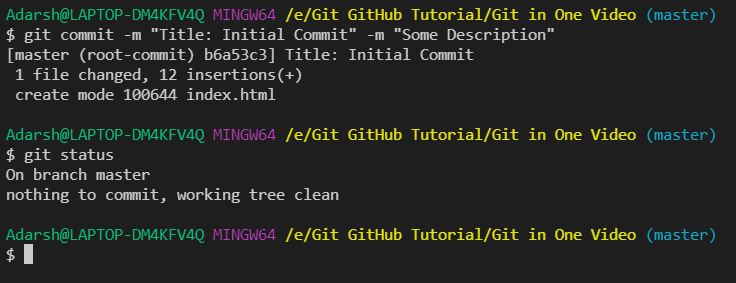 Adarsh@LAPTOP-DM4KFV4Q MINGW64 /e/Git GitHub Tutorial/Git in One Video (master)
$ git commit -m "Title: Initial Commit" -m "Some Description"
[master (root-commit) b6a53c3] Title: Initial Commit
 1 file changed, 12 insertions(+)
 create mode 100644 index.html

Adarsh@LAPTOP-DM4KFV4Q MINGW64 /e/Git GitHub Tutorial/Git in One Video (master)
$ git status
On branch master
nothing to commit, working tree clean

Adarsh@LAPTOP-DM4KFV4Q MINGW64 /e/Git GitHub Tutorial/Git in One Video (master)
$